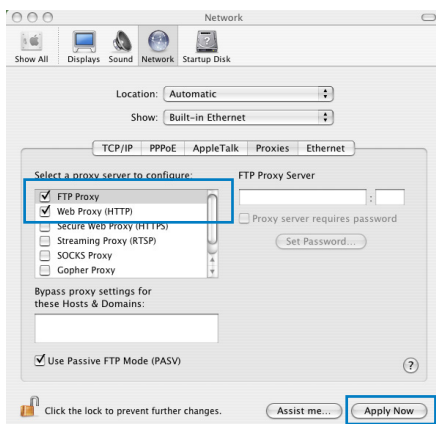 Network
Show All Displays Sound Network Startup Disk
Location: Automatic
Show: Built-in Ethernet
TCP/IP PPPoE AppleTalk Proxies Ethernet
Select a proxy server to configure: FTP Proxy Server
FTP Proxy :
Web Proxy (HTTP) Proxy server requires password
Secure Web Proxy (HTTPS)
Streaming Proxy (RTSP) Set Password...
SOCKS Proxy
Gopher Proxy
Bypass proxy settings for
these Hosts & Domains:
Use Passive FTP Mode (PASV) ?
Click the lock to prevent further changes. Assist me... Apply Now